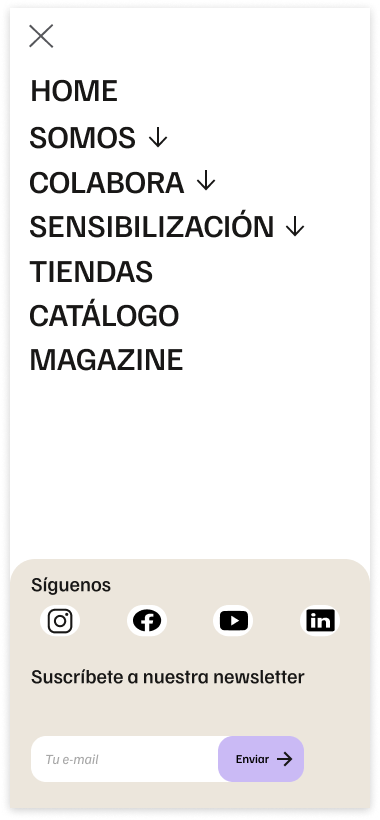 HOME
SOMOS
COLABORA
SENSIBILIZACIÓN
TIENDAS
CATÁLOGO
MAGAZINE
Síguenos
Suscríbete a nuestra newsletter
Tu e-mail
Enviar